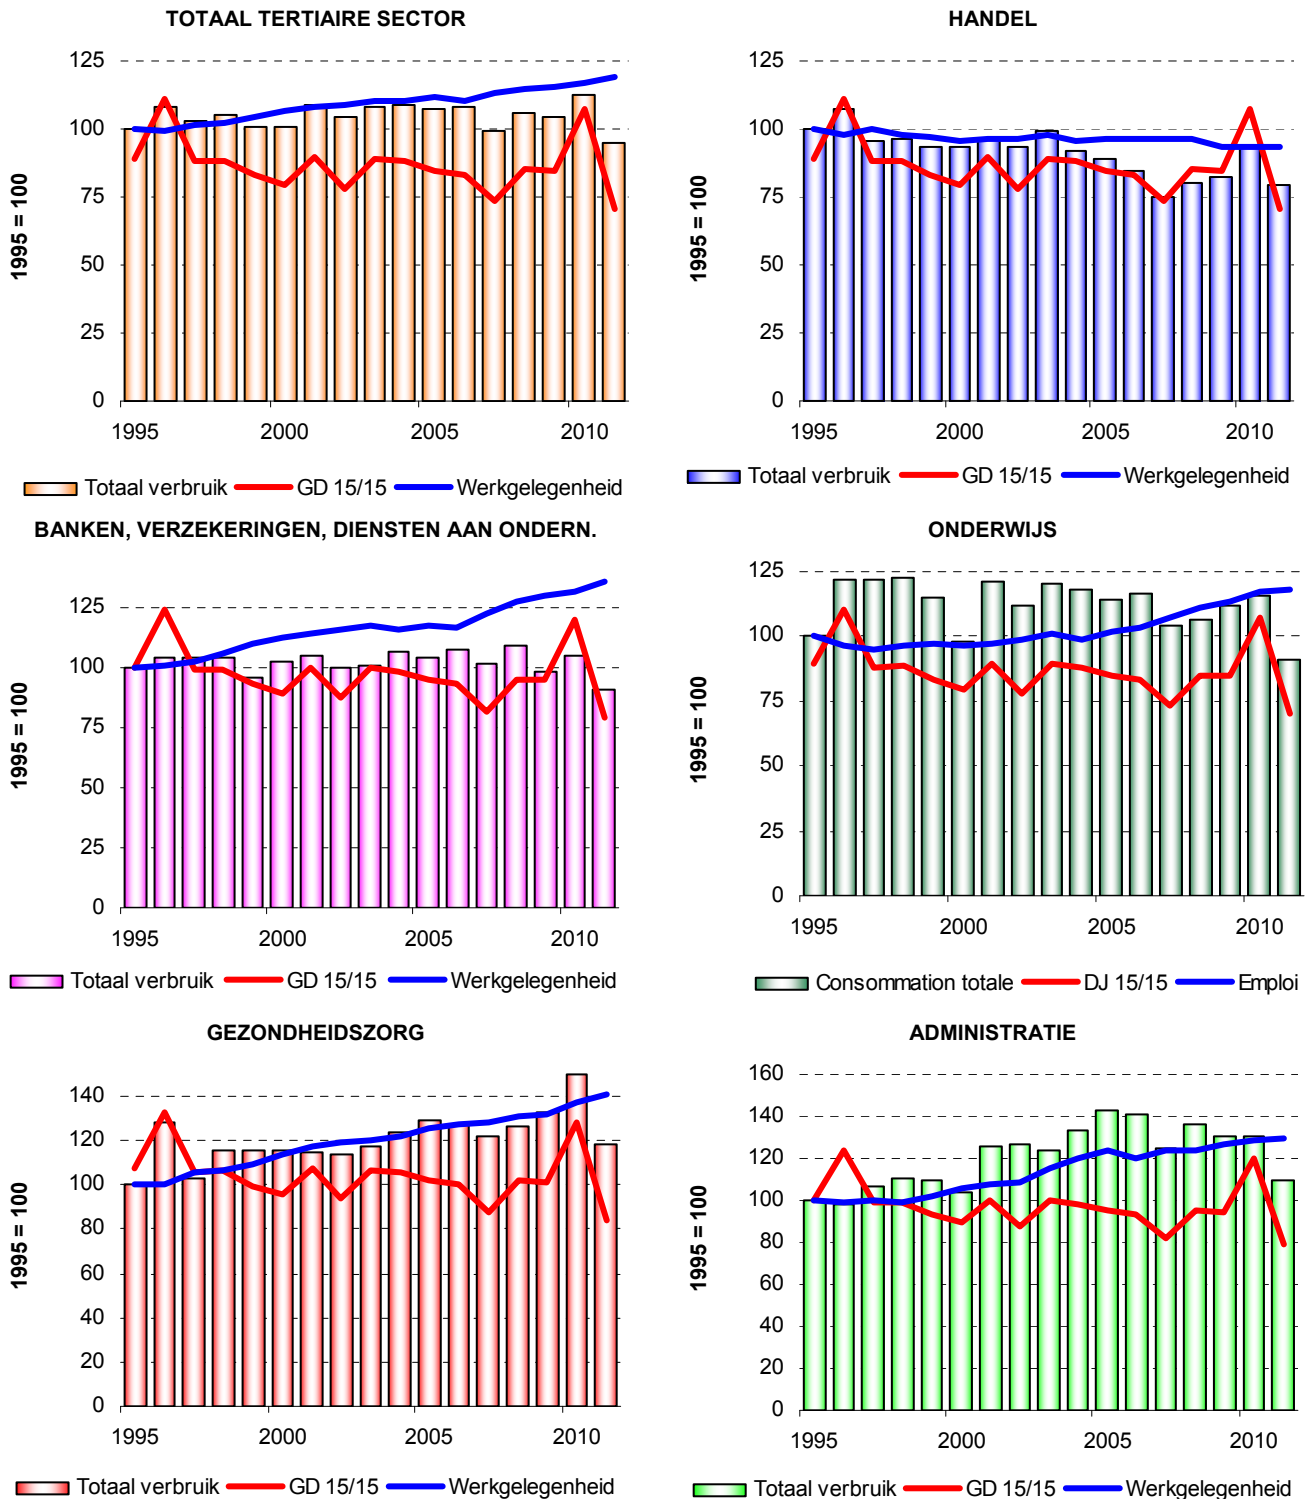 TOTAAL TERTIAIRE SECTOR
125
100
75
50
25
0
1995 = 100
1995 2000 2005 2010
Totaal verbruik GD 15/15 Werkgelegenheid
HANDEL
125
100
75
50
25
0
1995 = 100
1995 2000 2005 2010
Totaal verbruik GD 15/15 Werkgelegenheid
BANKEN, VERZEKERINGEN, DIENSTEN AAN ONDERN.
125
100
75
50
25
0
1995 = 100
1995 2000 2005 2010
Totaal verbruik GD 15/15 Werkgelegenheid
ONDERWIJS
125
100
75
50
25
0
1995 = 100
1995 2000 2005 2010
Consommation totale DJ 15/15 Emploi
GEZONDHEIDSZORG
140
120
100
80
60
40
20
0
1995 = 100
1995 2000 2005 2010
Totaal verbruik GD 15/15 Werkgelegenheid
ADMINISTRATIE
160
140
120
100
80
60
40
20
0
1995 = 100
1995 2000 2005 2010
Totaal verbruik GD 15/15 Werkgelegenheid